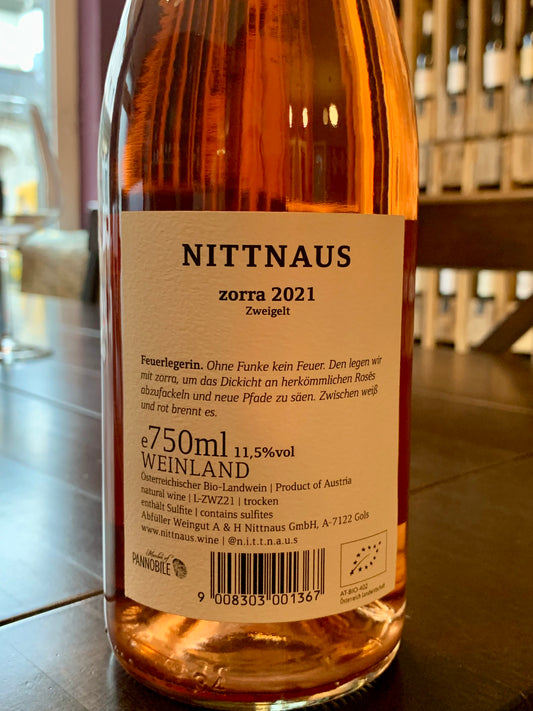 NITTNAUS
zorra 2021
Zweigelt
Feuerlegerin. Ohne Funke kein Feuer. Den legen wir
mit zorra, um das Dickicht an herkömmlichen Rosés
abzufackeln und neue Pfade zu säen. Zwischen weiß
und rot brennt es.
e750ml 11,5%vol
WEINLAND
Österreichischer Bio-Landwein | Product of Austria
natural wine | L-ZWZ21 | trocken
enthält Sulfite | contains sulfites
Abfüller Weingut A & H Nittnaus GmbH, A-7122 Gols
www.nittnaus.wine | @n.i.t.t.n.a.u.s
PANNOBILE
9 008303 001367
AT-BIO-402
Österreich Landwirtschaft